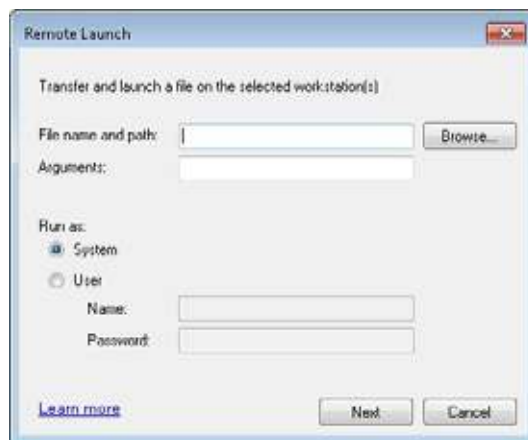 Remote Launch
Transfer and launch a file on the selected workstation(s)
File name and path:
Browse...
Arguments:
Run as:
System
User
Name:
Password:
Learn more
Next
Cancel